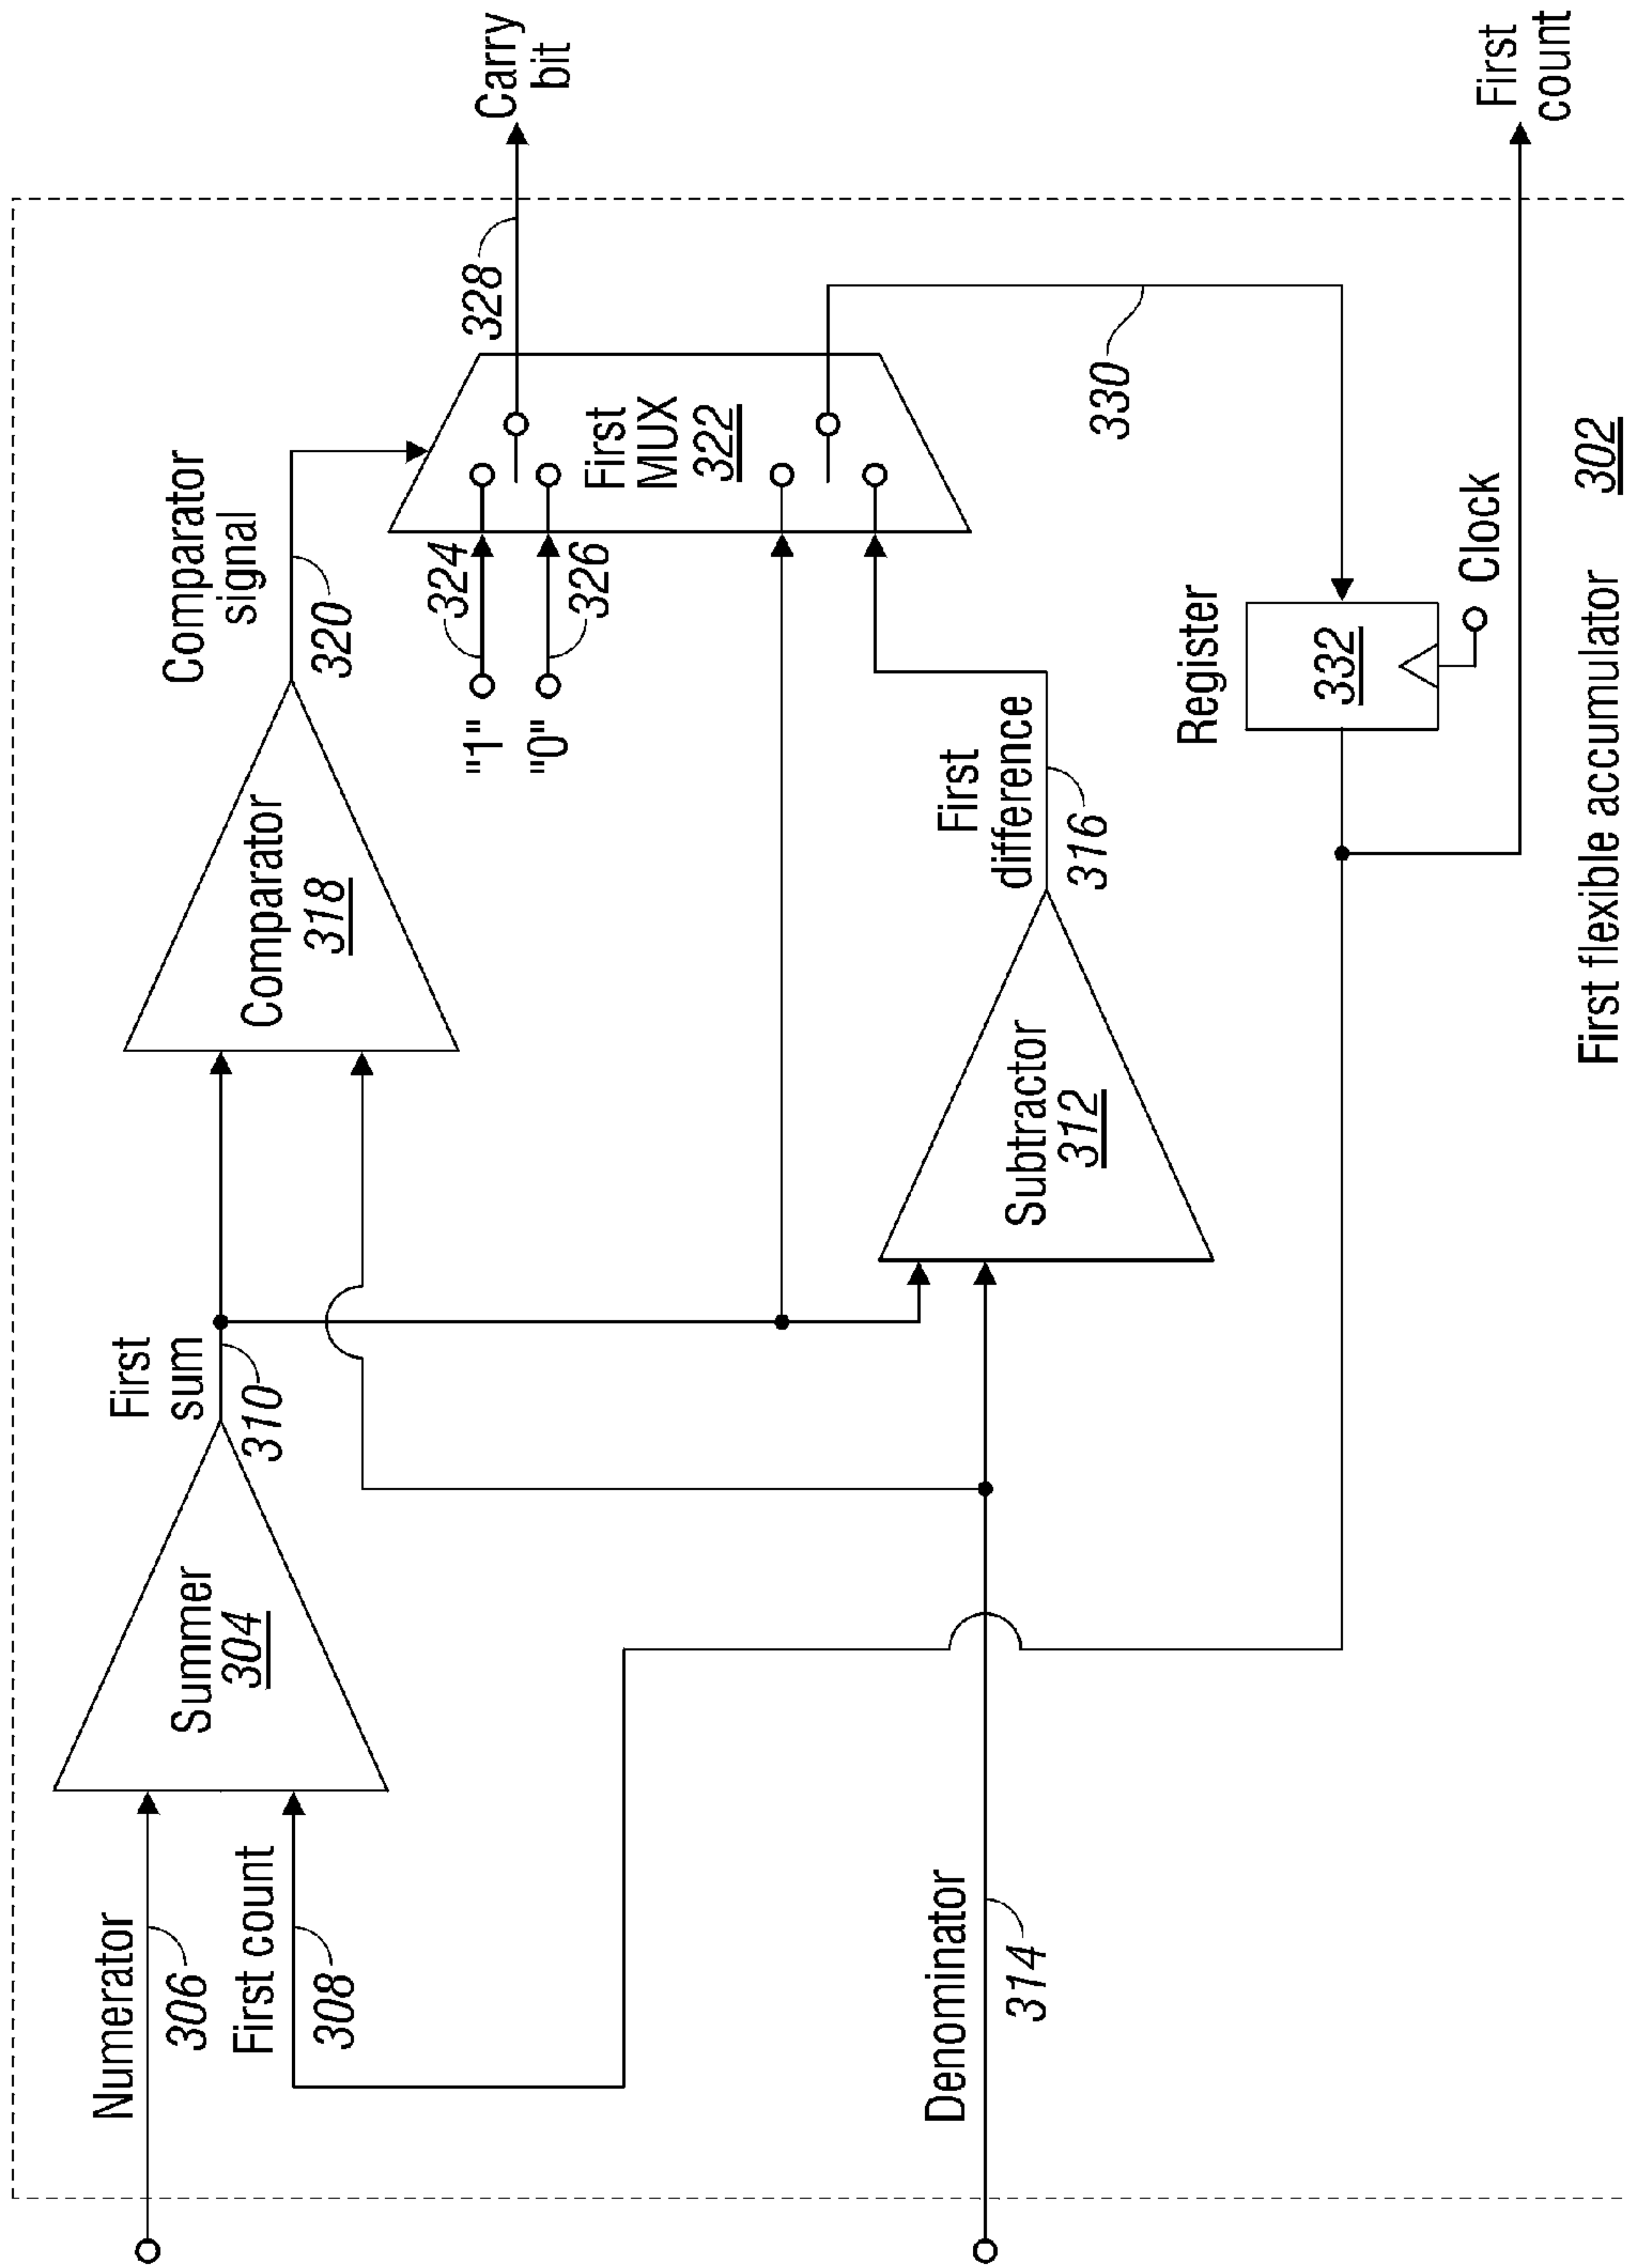 Numerator
306
First count
308
Summer
304
First
sum
310
Comparator
318
Comparator
signal
320
"1"
324
"0"
326
First
MUX
322
328
Carry
bit
Denominator
314
Subtractor
312
First
difference
316
330
Register
332
Clock
First
count
First flexible accumulator 302